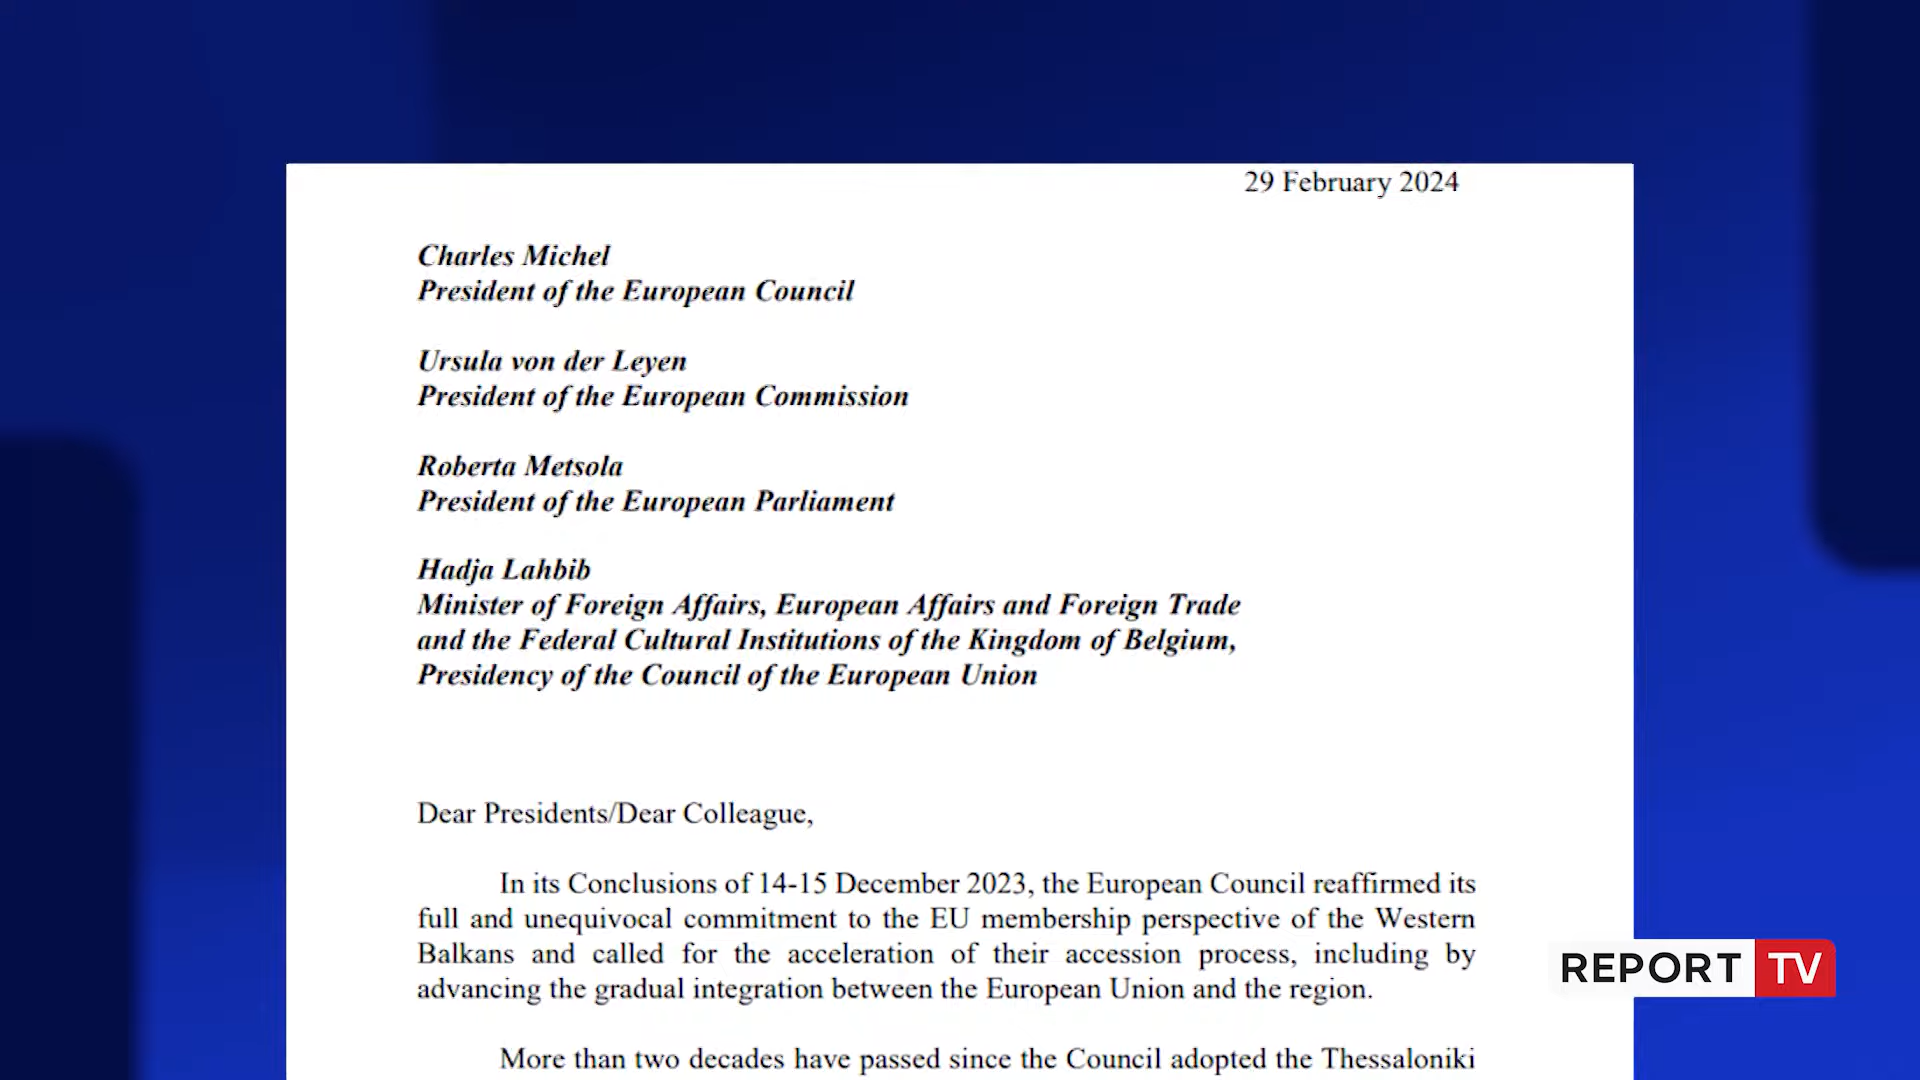 29 February 2024
Charles Michel
President of the European Council
Ursula von der Leyen
President of the European Commission
Roberta Metsola
President of the European Parliament
Hadja Lahbib
Minister of Foreign Affairs, European Affairs and Foreign Trade
and the Federal Cultural Institutions of the Kingdom of Belgium,
Presidency of the Council of the European Union
Dear Presidents/Dear Colleague,
In its Conclusions of 14-15 December 2023, the European Council reaffirmed its
full and unequivocal commitment to the EU membership perspective of the Western
Balkans and called for the acceleration of their accession process, including by
advancing the gradual integration between the European Union and the region.
REPORT TV
More than two decades have passed since the Council adopted the Thessaloniki